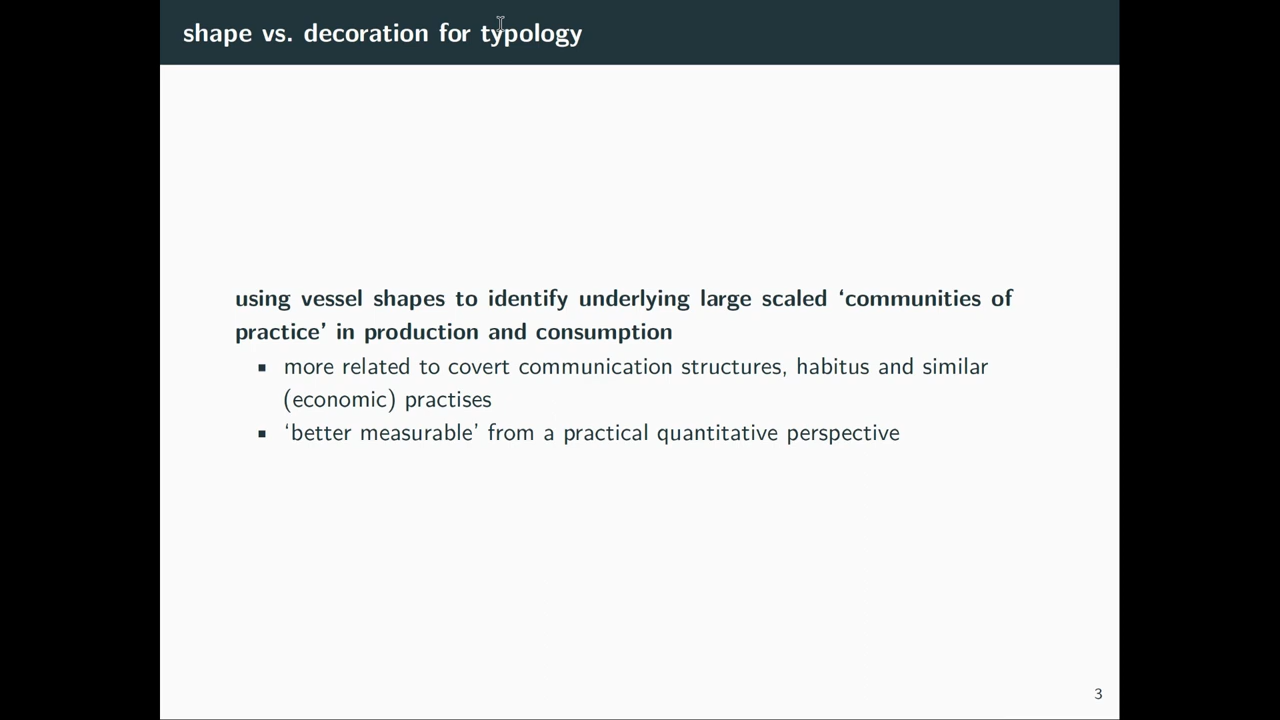 shape vs. decoration for typology
using vessel shapes to identify underlying large scaled ‘communities of
practice’ in production and consumption
▪ more related to covert communication structures, habitus and similar
(economic) practises
▪ ‘better measurable’ from a practical quantitative perspective
3